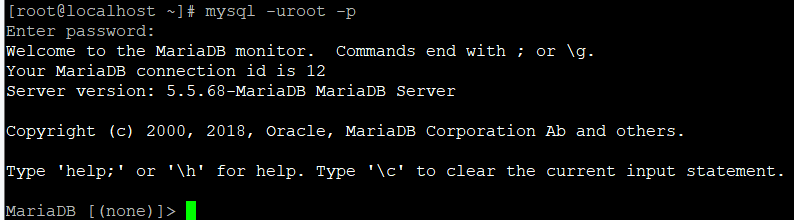 [root@localhost ~]# mysql -uroot -p
Enter password:
Welcome to the MariaDB monitor.  Commands end with ; or \g.
Your MariaDB connection id is 12
Server version: 5.5.68-MariaDB MariaDB Server
Copyright (c) 2000, 2018, Oracle, MariaDB Corporation Ab and others.
Type 'help;' or '\h' for help. Type '\c' to clear the current input statement.
MariaDB [(none)]>